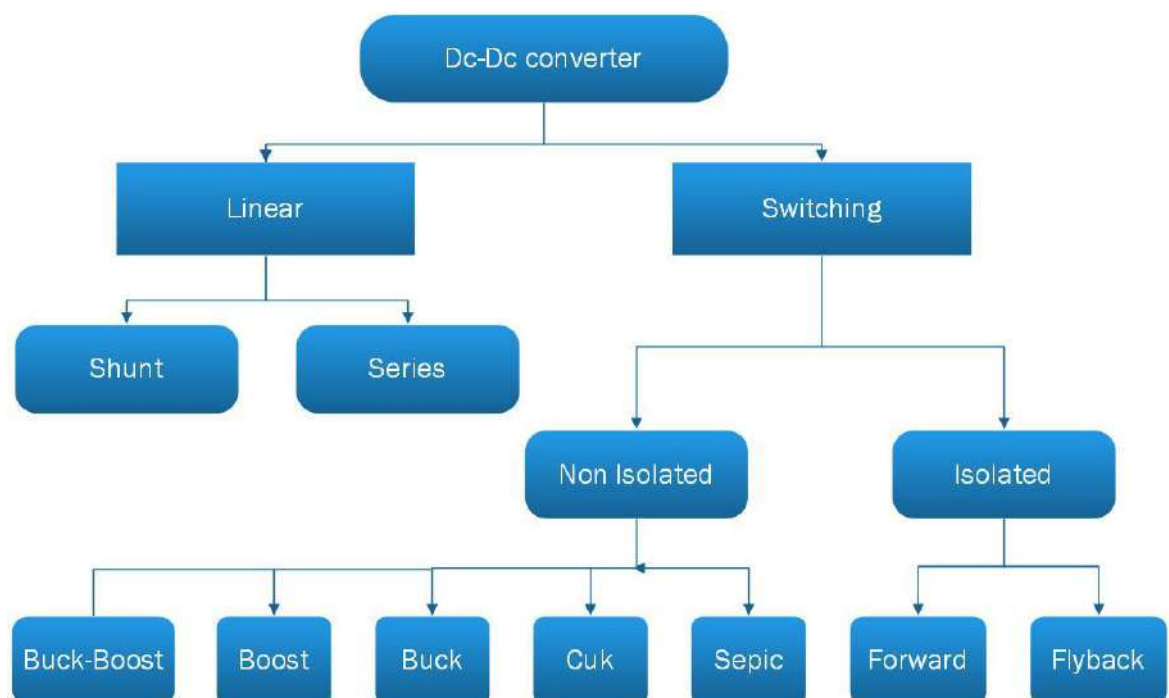 Dc-Dc converter
Linear
Switching
Shunt
Series
Non Isolated
Isolated
Buck-Boost
Boost
Buck
Cuk
Sepic
Forward
Flyback